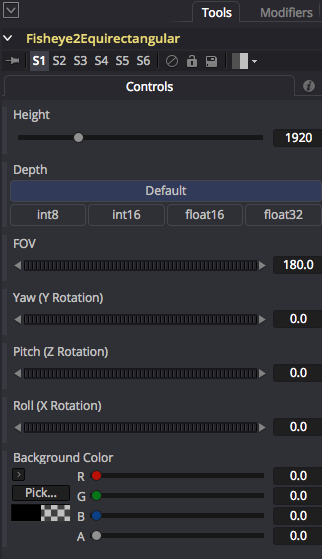 Tools Modifiers
Fisheye2Equirectangular
S1 S2 S3 S4 S5 S6
Controls
Height
1920
Depth
Default
int8 int16 float16 float32
FOV
180.0
Yaw (Y Rotation)
0.0
Pitch (Z Rotation)
0.0
Roll (X Rotation)
0.0
Background Color
R 0.0
Pick... G 0.0
B 0.0
A 0.0